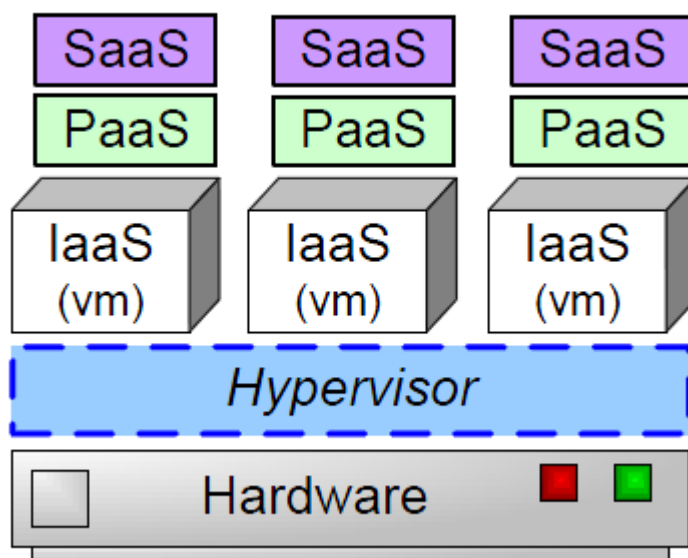 SaaS SaaS SaaS
PaaS PaaS PaaS
IaaS IaaS IaaS
(vm) (vm) (vm)
Hypervisor
Hardware